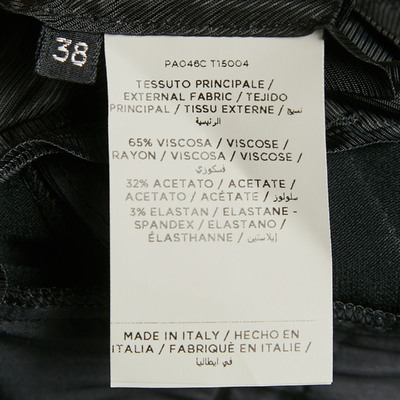 38
PA046C T15004
TESSUTO PRINCIPALE /
EXTERNAL FABRIC / TEJIDO
PRINCIPAL / TISSU EXTERNE / نسيج
الرئيسية
65% VISCOSA / VISCOSE /
RAYON / VISCOSA / VISCOSE /
فسكوزي
32% ACETATO / ACETATE /
ACETATO / ACÉTATE / سلولوز
3% ELASTAN / ELASTANE -
SPANDEX / ELASTANO /
ÉLASTHANNE / إيلاستين
MADE IN ITALY / HECHO EN
ITALIA / FABRIQUÉ EN ITALIE /
في ايطاليا